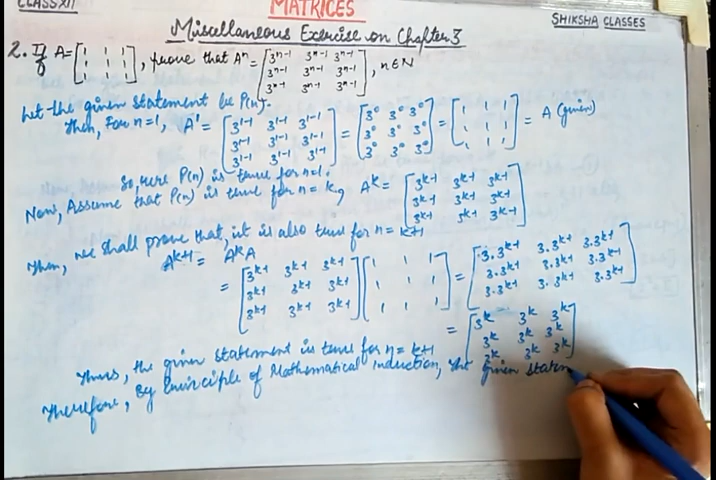 CLASS XII
MATRICES
SHIKSHA CLASSES
Miscellaneous Exercise on Chapter 3
2. If A = [1 1 1; 1 1 1; 1 1 1], prove that Aⁿ = [3ⁿ⁻¹ 3ⁿ⁻¹ 3ⁿ⁻¹; 3ⁿ⁻¹ 3ⁿ⁻¹ 3ⁿ⁻¹; 3ⁿ⁻¹ 3ⁿ⁻¹ 3ⁿ⁻¹], n∈N
Let the given statement be P(n).
Then, For n=1, A¹ = [3¹⁻¹ 3¹⁻¹ 3¹⁻¹; 3¹⁻¹ 3¹⁻¹ 3¹⁻¹; 3¹⁻¹ 3¹⁻¹ 3¹⁻¹] = [3⁰ 3⁰ 3⁰; 3⁰ 3⁰ 3⁰; 3⁰ 3⁰ 3⁰] = [1 1 1; 1 1 1; 1 1 1] = A (given)
So, here P(n) is true for n=1.
Now, Assume that P(n) is true for n=k, Aᵏ = [3ᵏ⁻¹ 3ᵏ⁻¹ 3ᵏ⁻¹; 3ᵏ⁻¹ 3ᵏ⁻¹ 3ᵏ⁻¹; 3ᵏ⁻¹ 3ᵏ⁻¹ 3ᵏ⁻¹]
Then, we shall prove that, it is also true for n=k+1
Aᵏ⁺¹ = AᵏA
= [3ᵏ⁻¹ 3ᵏ⁻¹ 3ᵏ⁻¹; 3ᵏ⁻¹ 3ᵏ⁻¹ 3ᵏ⁻¹; 3ᵏ⁻¹ 3ᵏ⁻¹ 3ᵏ⁻¹] [1 1 1; 1 1 1; 1 1 1] = [3.3ᵏ⁻¹ 3.3ᵏ⁻¹ 3.3ᵏ⁻¹; 3.3ᵏ⁻¹ 3.3ᵏ⁻¹ 3.3ᵏ⁻¹; 3.3ᵏ⁻¹ 3.3ᵏ⁻¹ 3.3ᵏ⁻¹]
= [3ᵏ 3ᵏ 3ᵏ; 3ᵏ 3ᵏ 3ᵏ; 3ᵏ 3ᵏ 3ᵏ]
Thus, the given statement is true for n=k+1
Therefore, By Principle of Mathematical induction, the given statem